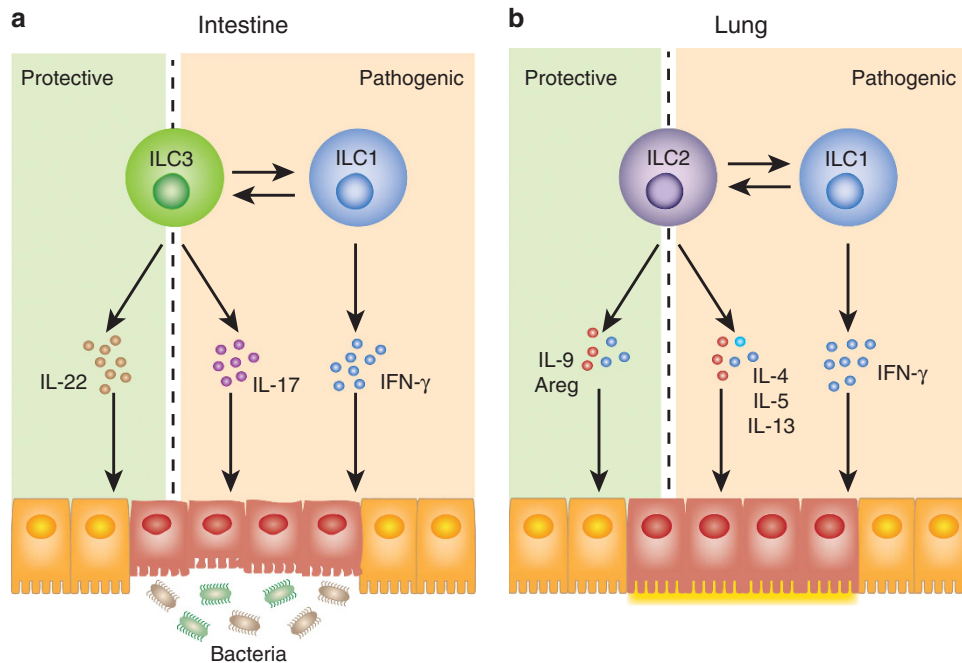 a
Intestine
Protective
Pathogenic
ILC3
ILC1
IL-22
IL-17
IFN-γ
Bacteria
b
Lung
Protective
Pathogenic
ILC2
ILC1
IL-9
Areg
IL-4
IL-5
IL-13
IFN-γ